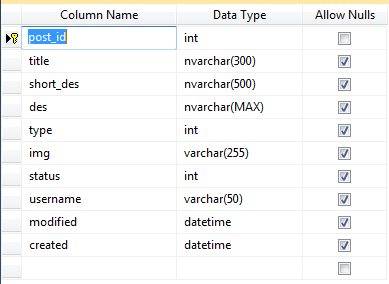 Column Name Data Type Allow Nulls
post_id int
title nvarchar(300)
short_des nvarchar(500)
des nvarchar(MAX)
type int
img varchar(255)
status int
username varchar(50)
modified datetime
created datetime